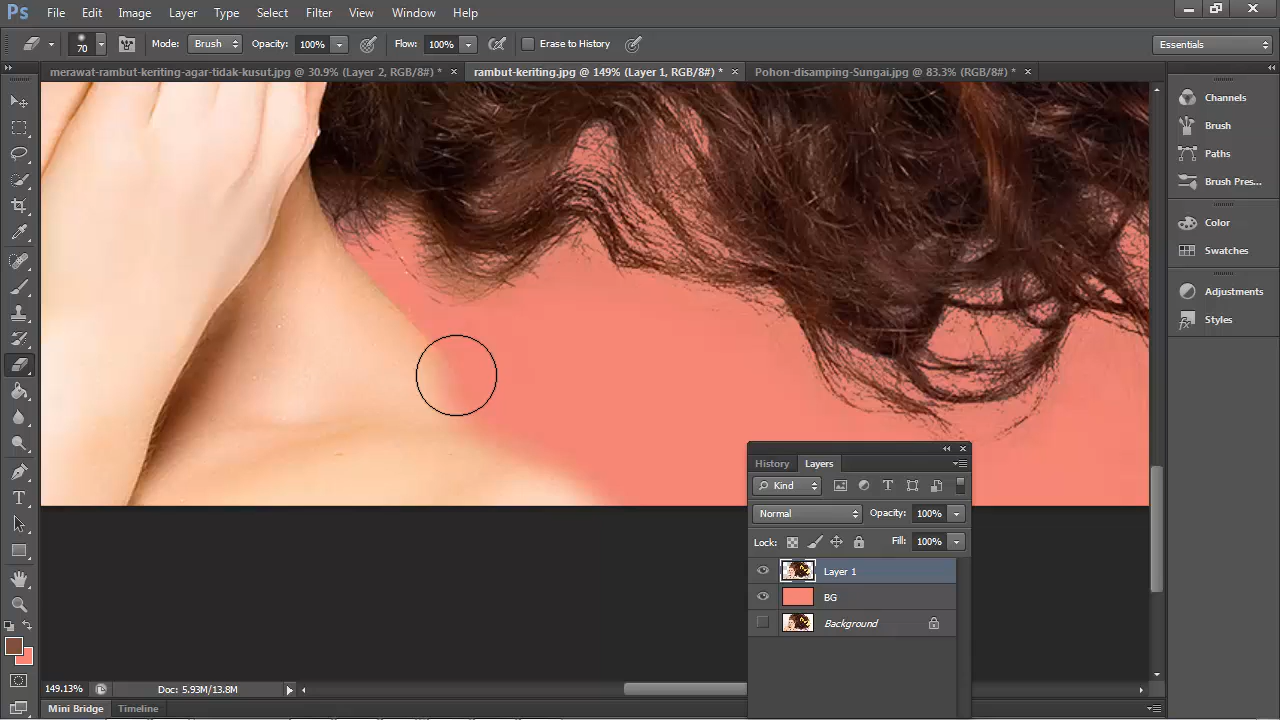 Ps File Edit Image Layer Type Select Filter View Window Help
70 Mode: Brush Opacity: 100% Flow: 100% Erase to History Essentials
merawat-rambut-keriting-agar-tidak-kusut.jpg @ 30.9% (Layer 2, RGB/8#) * rambut-keriting.jpg @ 149% (Layer 1, RGB/8#) * Pohon-disamping-Sungai.jpg @ 83.3% (RGB/8#) *
Channels
Brush
Paths
Brush Pres...
Color
Swatches
Adjustments
Styles
History Layers
Kind T
Normal Opacity: 100%
Lock: Fill: 100%
Layer 1
BG
Background
T
149.13% Doc: 5.93M/13.8M
Mini Bridge Timeline